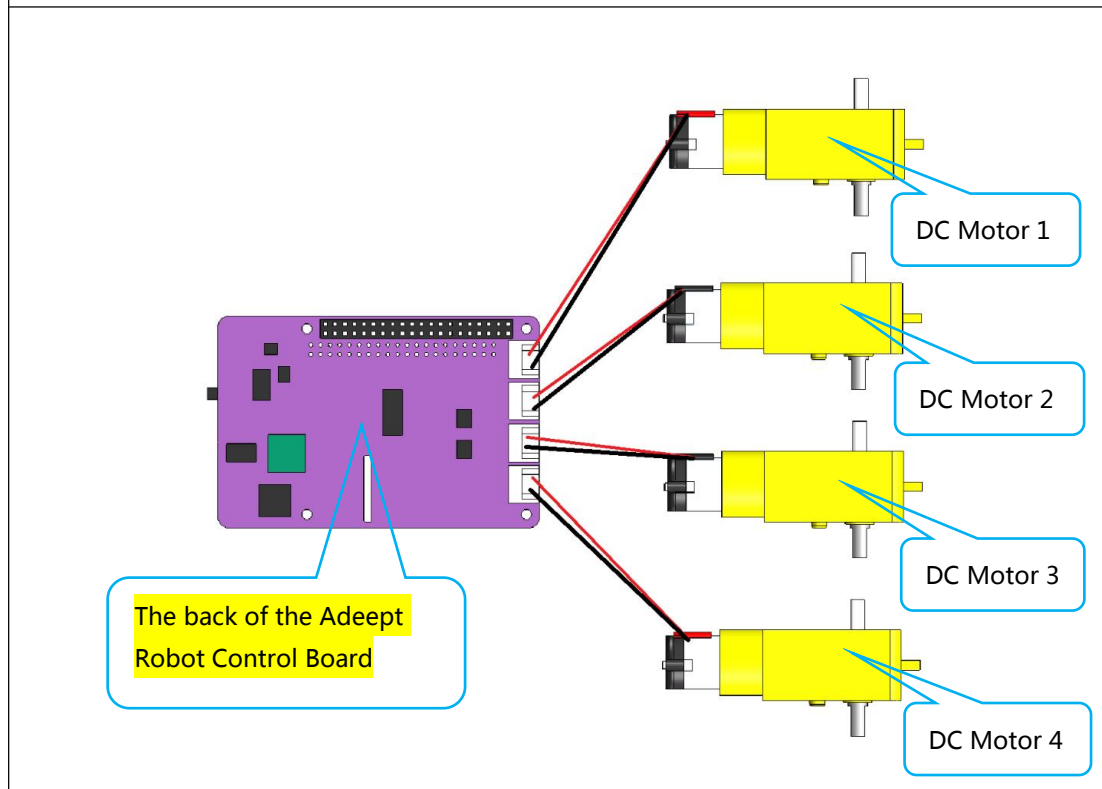 DC Motor 1
DC Motor 2
DC Motor 3
The back of the Adeept
Robot Control Board
DC Motor 4